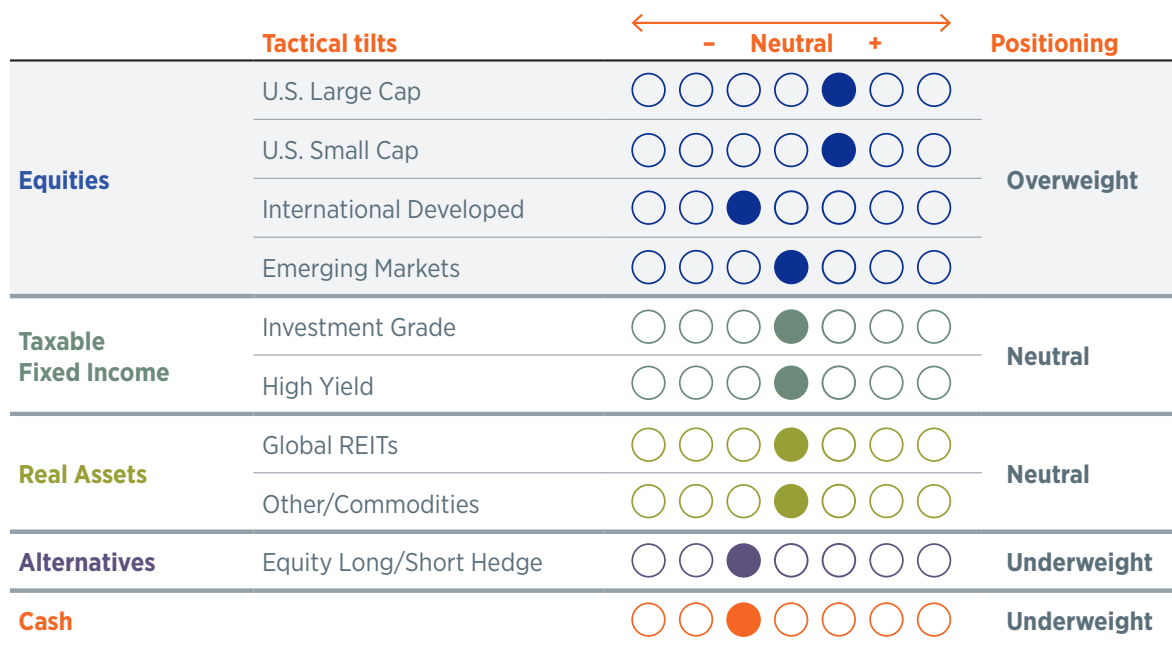 Tactical tilts – Neutral + Positioning
Equities
U.S. Large Cap
U.S. Small Cap
International Developed
Emerging Markets
Overweight
Taxable
Fixed Income
Investment Grade
High Yield
Neutral
Real Assets
Global REITs
Other/Commodities
Neutral
Alternatives Equity Long/Short Hedge Underweight
Cash Underweight